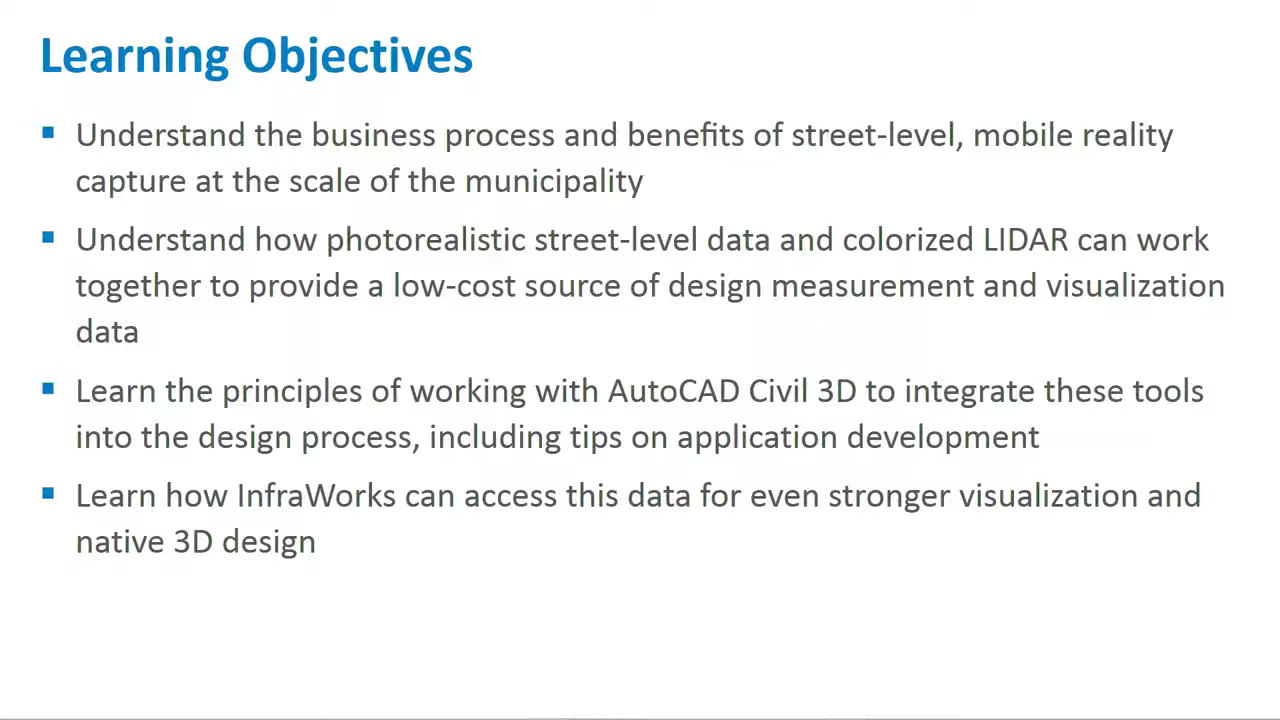 Learning Objectives
Understand the business process and benefits of street-level, mobile reality
capture at the scale of the municipality
Understand how photorealistic street-level data and colorized LIDAR can work
together to provide a low-cost source of design measurement and visualization
data
Learn the principles of working with AutoCAD Civil 3D to integrate these tools
into the design process, including tips on application development
Learn how InfraWorks can access this data for even stronger visualization and
native 3D design